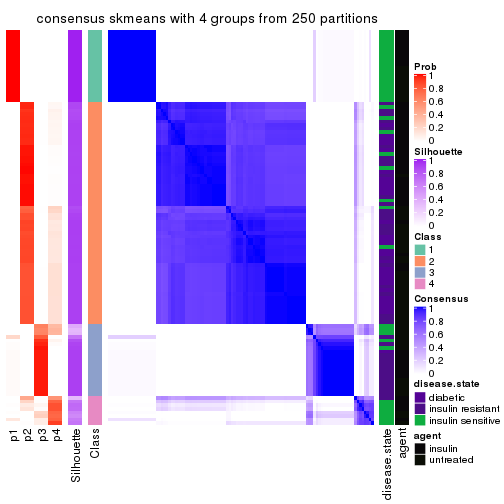 consensus skmeans with 4 groups from 250 partitions
Prob
1
0.8
0.6
0.4
0.2
0
Silhouette
1
0.8
0.6
0.4
0.2
0
Class
1
2
3
4
Consensus
1
0.8
0.6
0.4
0.2
0
disease.state
diabetic
insulin resistant
insulin sensitive
agent
insulin
untreated
p1
p2
p3
p4
Silhouette
Class
disease.state
agent